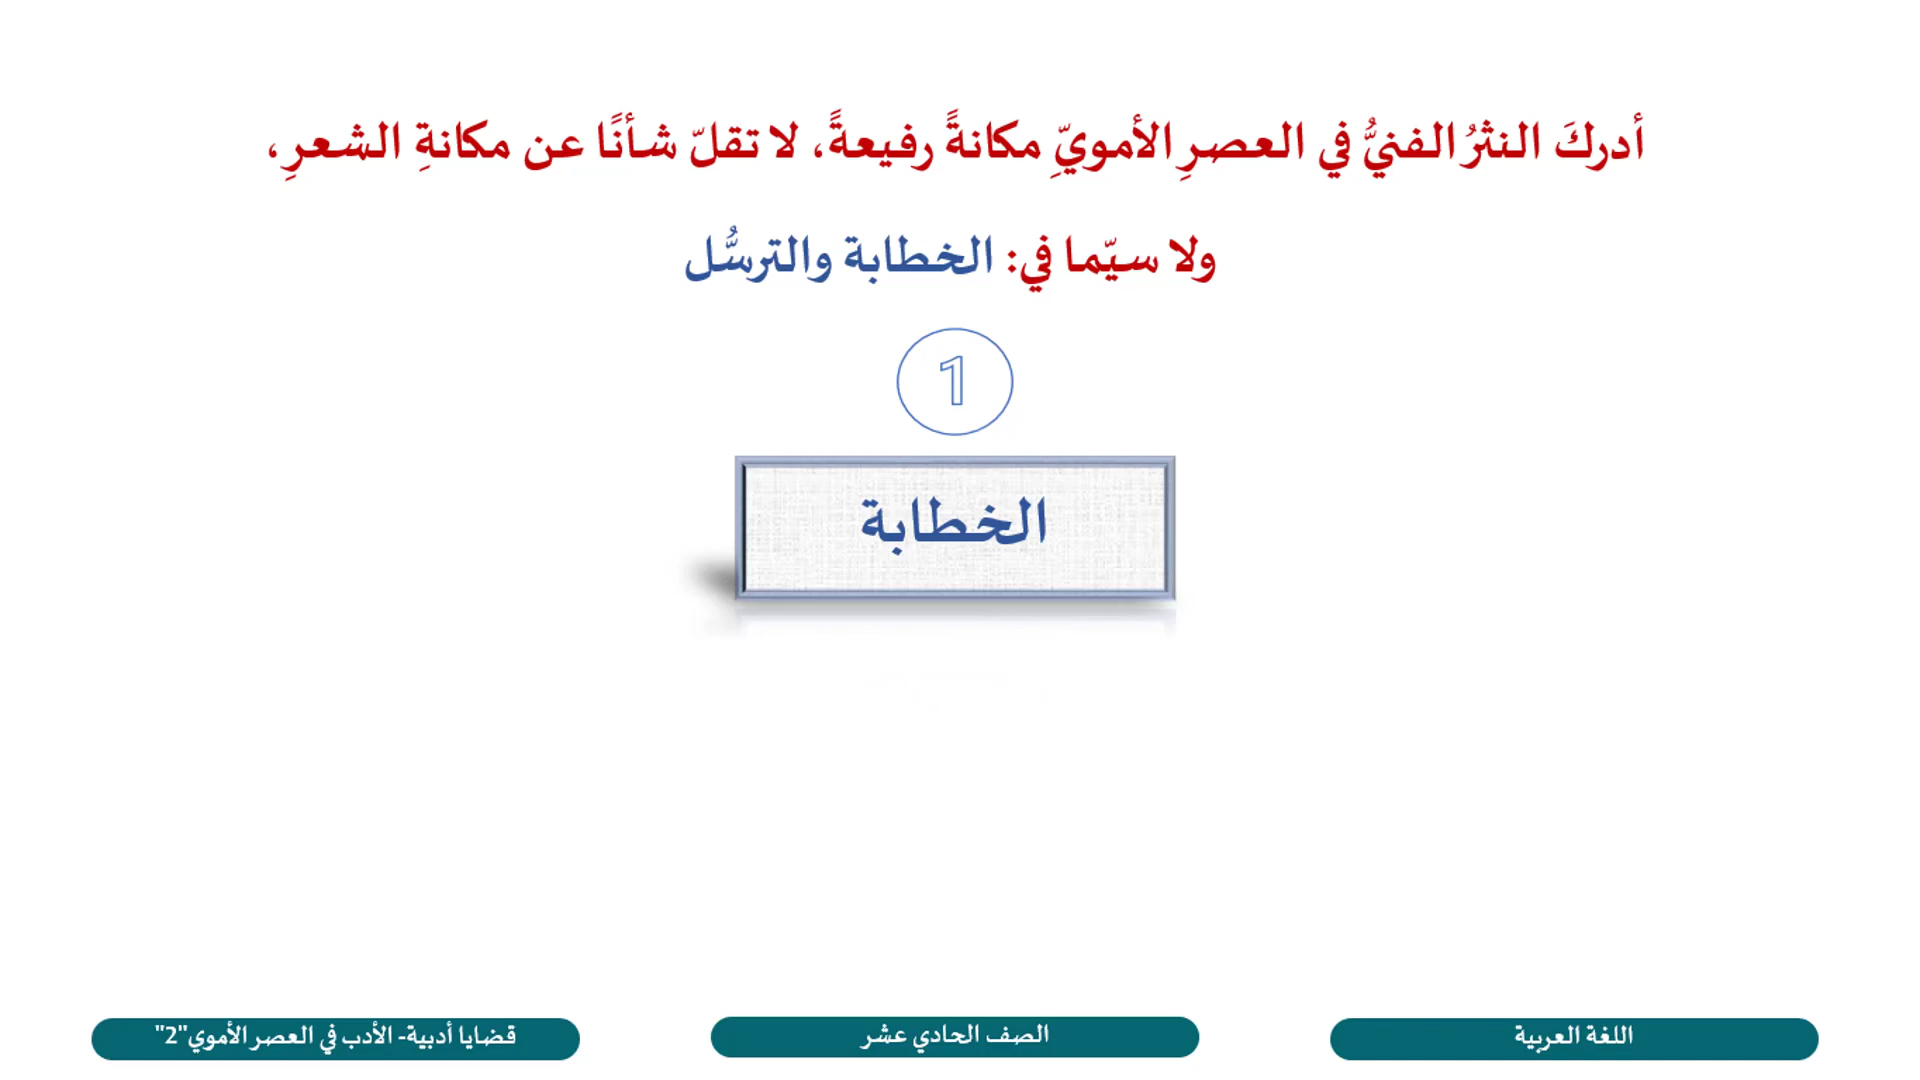 أدركَ النثرُ الفنيُّ في العصرِ الأمويِّ مكانةً رفيعةً، لا تقلّ شأنًا عن مكانةِ الشعرِ،
ولا سيّما في: الخطابة والترسُّل
1
الخطابة
اللغة العربية
الصف الحادي عشر
قضايا أدبية- الأدب في العصر الأموي"2"